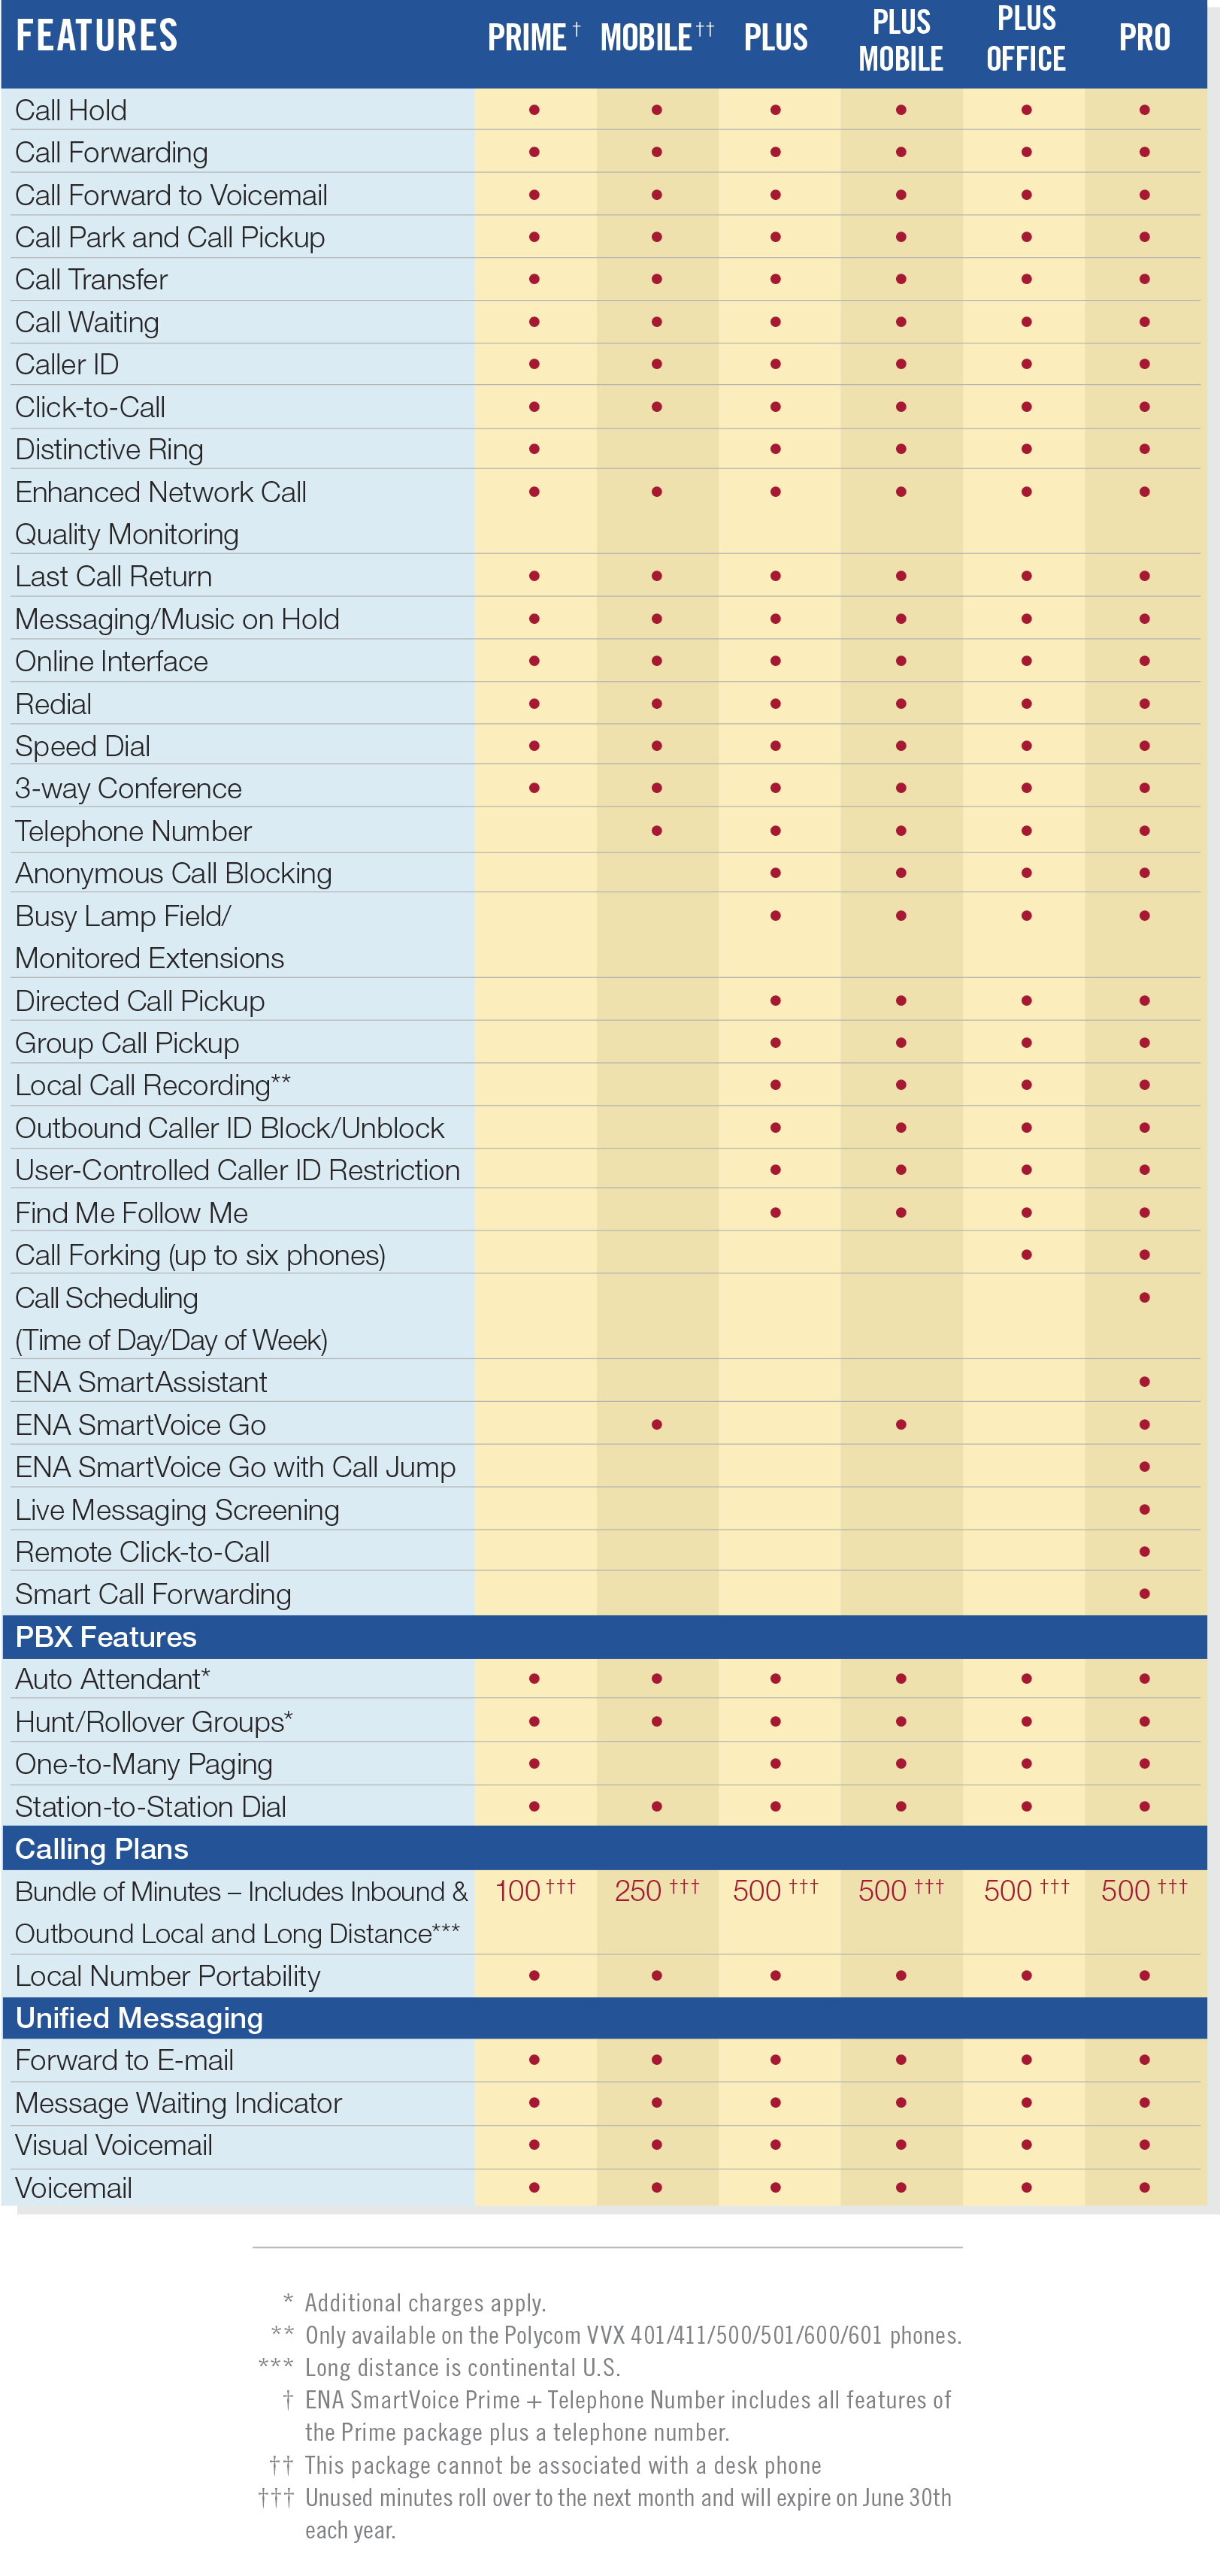 FEATURES PRIME † MOBILE †† PLUS PLUS MOBILE PLUS OFFICE PRO
Call Hold • • • • • •
Call Forwarding • • • • • •
Call Forward to Voicemail • • • • • •
Call Park and Call Pickup • • • • • •
Call Transfer • • • • • •
Call Waiting • • • • • •
Caller ID • • • • • •
Click-to-Call • • • • • •
Distinctive Ring • • • • •
Enhanced Network Call • • • • • •
Quality Monitoring
Last Call Return • • • • • •
Messaging/Music on Hold • • • • • •
Online Interface • • • • • •
Redial • • • • • •
Speed Dial • • • • • •
3-way Conference • • • • • •
Telephone Number • • • • •
Anonymous Call Blocking • • • •
Busy Lamp Field/ • • • •
Monitored Extensions
Directed Call Pickup • • • •
Group Call Pickup • • • •
Local Call Recording** • • • •
Outbound Caller ID Block/Unblock • • • •
User-Controlled Caller ID Restriction • • • •
Find Me Follow Me • • • •
Call Forking (up to six phones) • •
Call Scheduling •
(Time of Day/Day of Week)
ENA SmartAssistant •
ENA SmartVoice Go • • •
ENA SmartVoice Go with Call Jump •
Live Messaging Screening •
Remote Click-to-Call •
Smart Call Forwarding •
PBX Features
Auto Attendant* • • • • • •
Hunt/Rollover Groups* • • • • • •
One-to-Many Paging • • • • •
Station-to-Station Dial • • • • • •
Calling Plans
Bundle of Minutes – Includes Inbound & 100 ††† 250 ††† 500 ††† 500 ††† 500 ††† 500 †††
Outbound Local and Long Distance***
Local Number Portability • • • • • •
Unified Messaging
Forward to E-mail • • • • • •
Message Waiting Indicator • • • • • •
Visual Voicemail • • • • • •
Voicemail • • • • • •
* Additional charges apply.
** Only available on the Polycom VVX 401/411/500/501/600/601 phones.
*** Long distance is continental U.S.
† ENA SmartVoice Prime + Telephone Number includes all features of
the Prime package plus a telephone number.
†† This package cannot be associated with a desk phone
††† Unused minutes roll over to the next month and will expire on June 30th
each year.